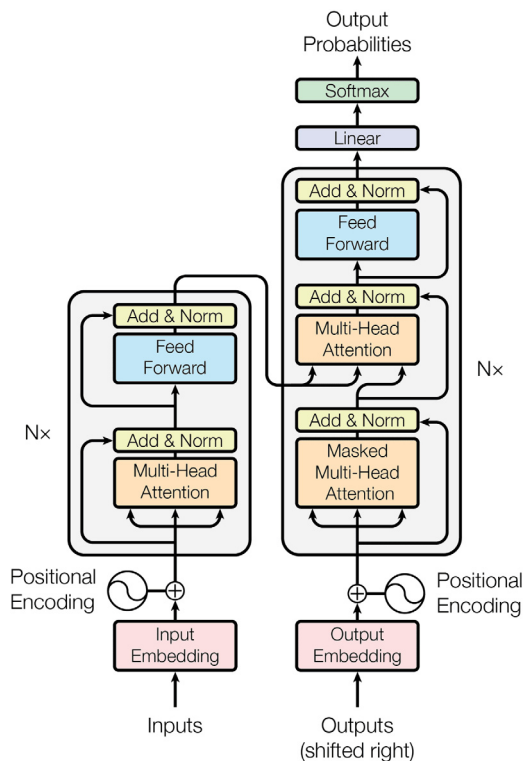 Output
Probabilities
Softmax
Linear
Add & Norm
Feed
Forward
Add & Norm
Multi-Head
Attention
Add & Norm
Masked
Multi-Head
Attention
N×
Add & Norm
Feed
Forward
Add & Norm
Multi-Head
Attention
N×
Positional
Encoding
Positional
Encoding
Input
Embedding
Output
Embedding
Inputs
Outputs
(shifted right)